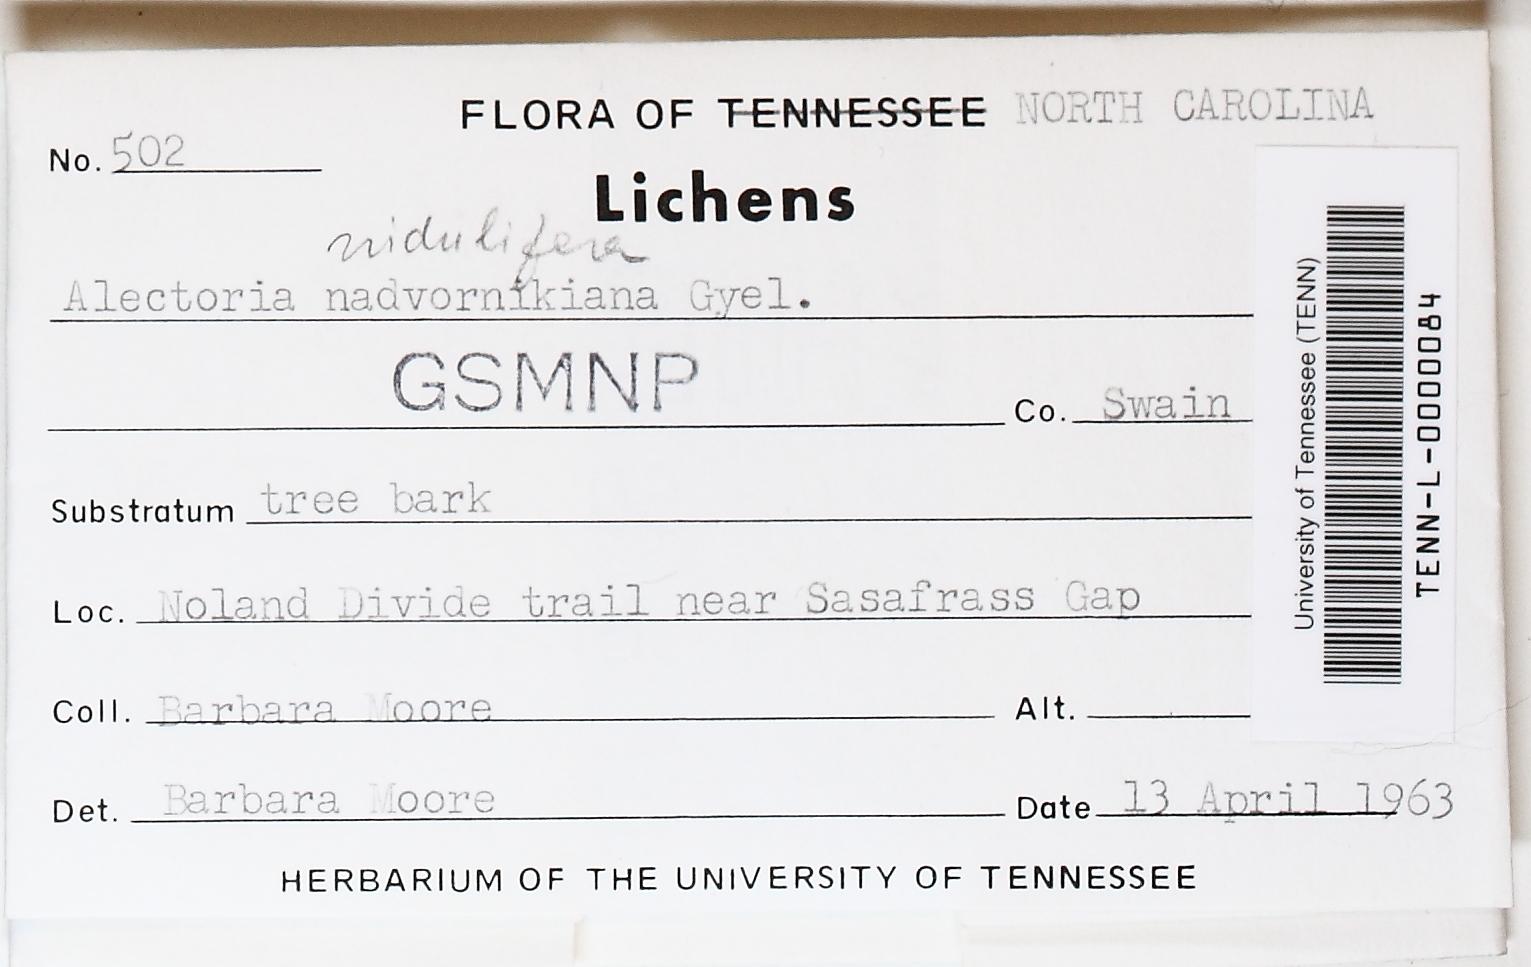 FLORA OF TENNESSEE NORTH CAROLINA
No. 502
Lichens
nidulifera
Alectoria nadvornikiana Gyel.
GSMNP Co. Swain
Substratum tree bark
Loc. Noland Divide trail near Sasafrass Gap
Coll. Barbara Moore Alt.
Det. Barbara Moore Date 13 April 1963
HERBARIUM OF THE UNIVERSITY OF TENNESSEE
University of Tennessee (TENN)
TENN-L-0000084